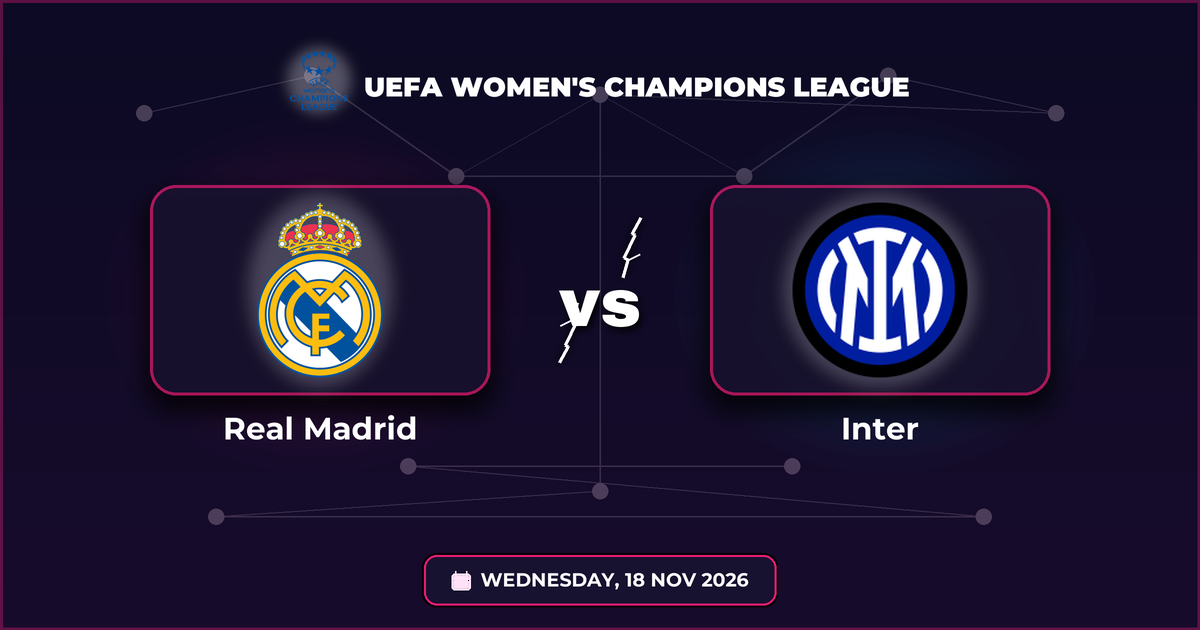 UEFA WOMEN'S CHAMPIONS LEAGUE
VS
Real Madrid
Inter
WEDNESDAY, 18 NOV 2026